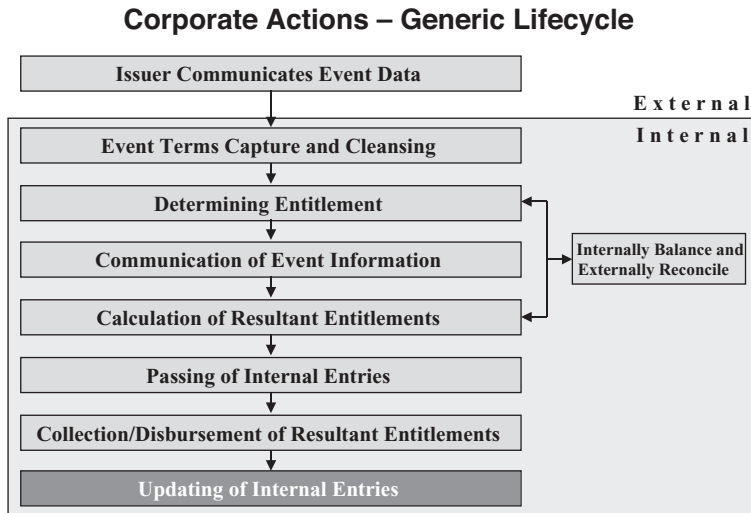 Corporate Actions – Generic Lifecycle
Issuer Communicates Event Data
External
Internal
Event Terms Capture and Cleansing
Determining Entitlement
Internally Balance and
Externally Reconcile
Communication of Event Information
Calculation of Resultant Entitlements
Passing of Internal Entries
Collection/Disbursement of Resultant Entitlements
Updating of Internal Entries